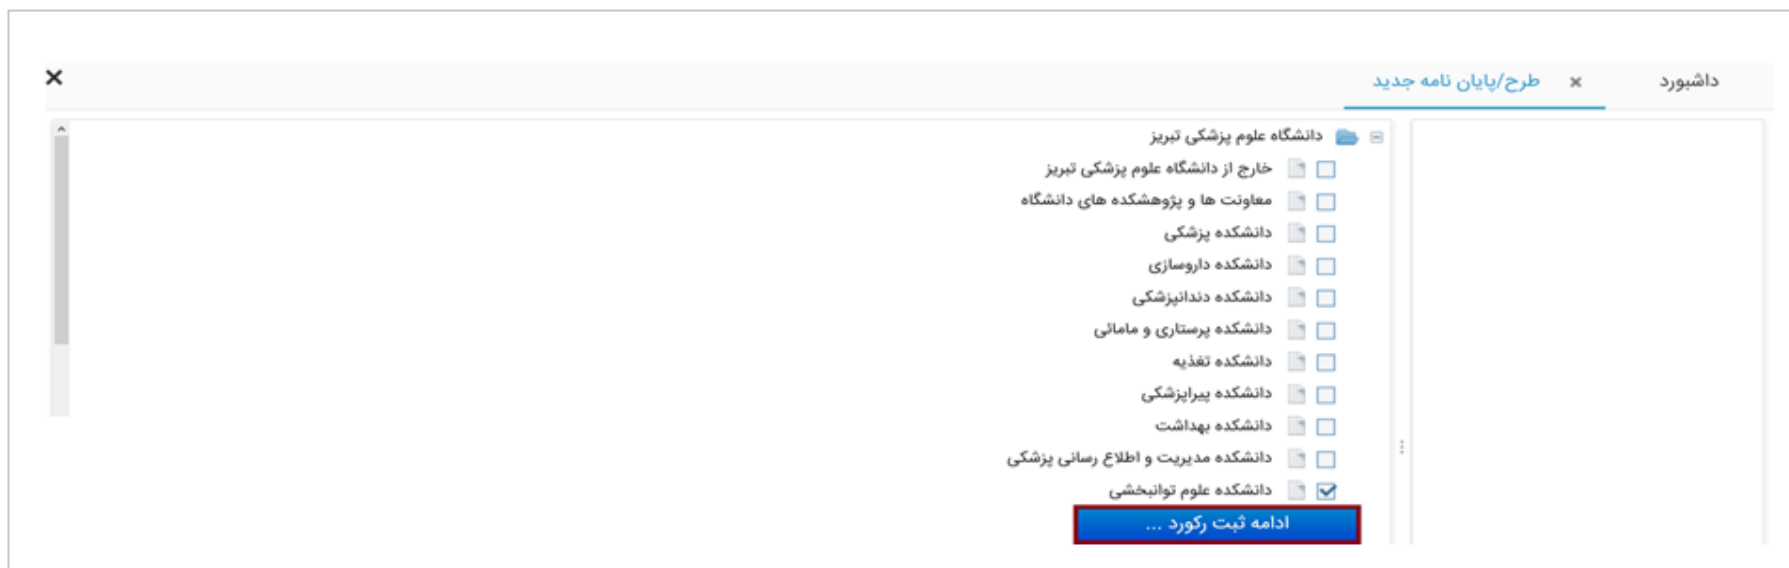 داشبورد
طرح/پایان نامه جدید
دانشگاه علوم پزشکی تبریز
خارج از دانشگاه علوم پزشکی تبریز
معاونت ها و پژوهشکده های دانشگاه
دانشکده پزشکی
دانشکده داروسازی
دانشکده دندانپزشکی
دانشکده پرستاری و مامائی
دانشکده تغذیه
دانشکده پیراپزشکی
دانشکده بهداشت
دانشکده مدیریت و اطلاع رسانی پزشکی
دانشکده علوم توانبخشی
ادامه ثبت رکورد ...